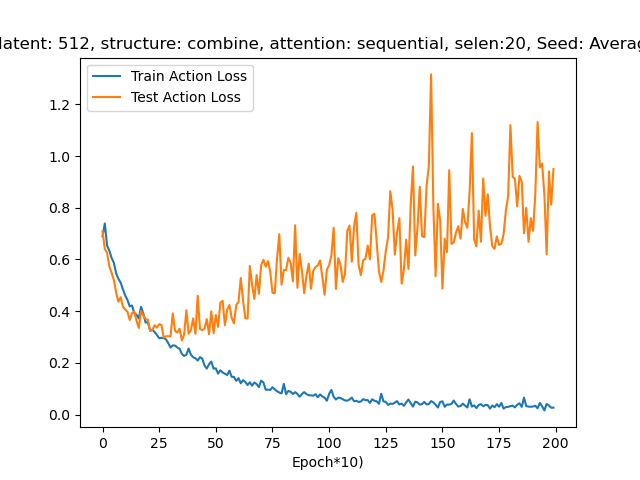 latent: 512, structure: combine, attention: sequential, selen:20, Seed: Averag
Train Action Loss
Test Action Loss
1.2
1.0
0.8
0.6
0.4
0.2
0.0
0 25 50 75 100 125 150 175 200
Epoch*10)